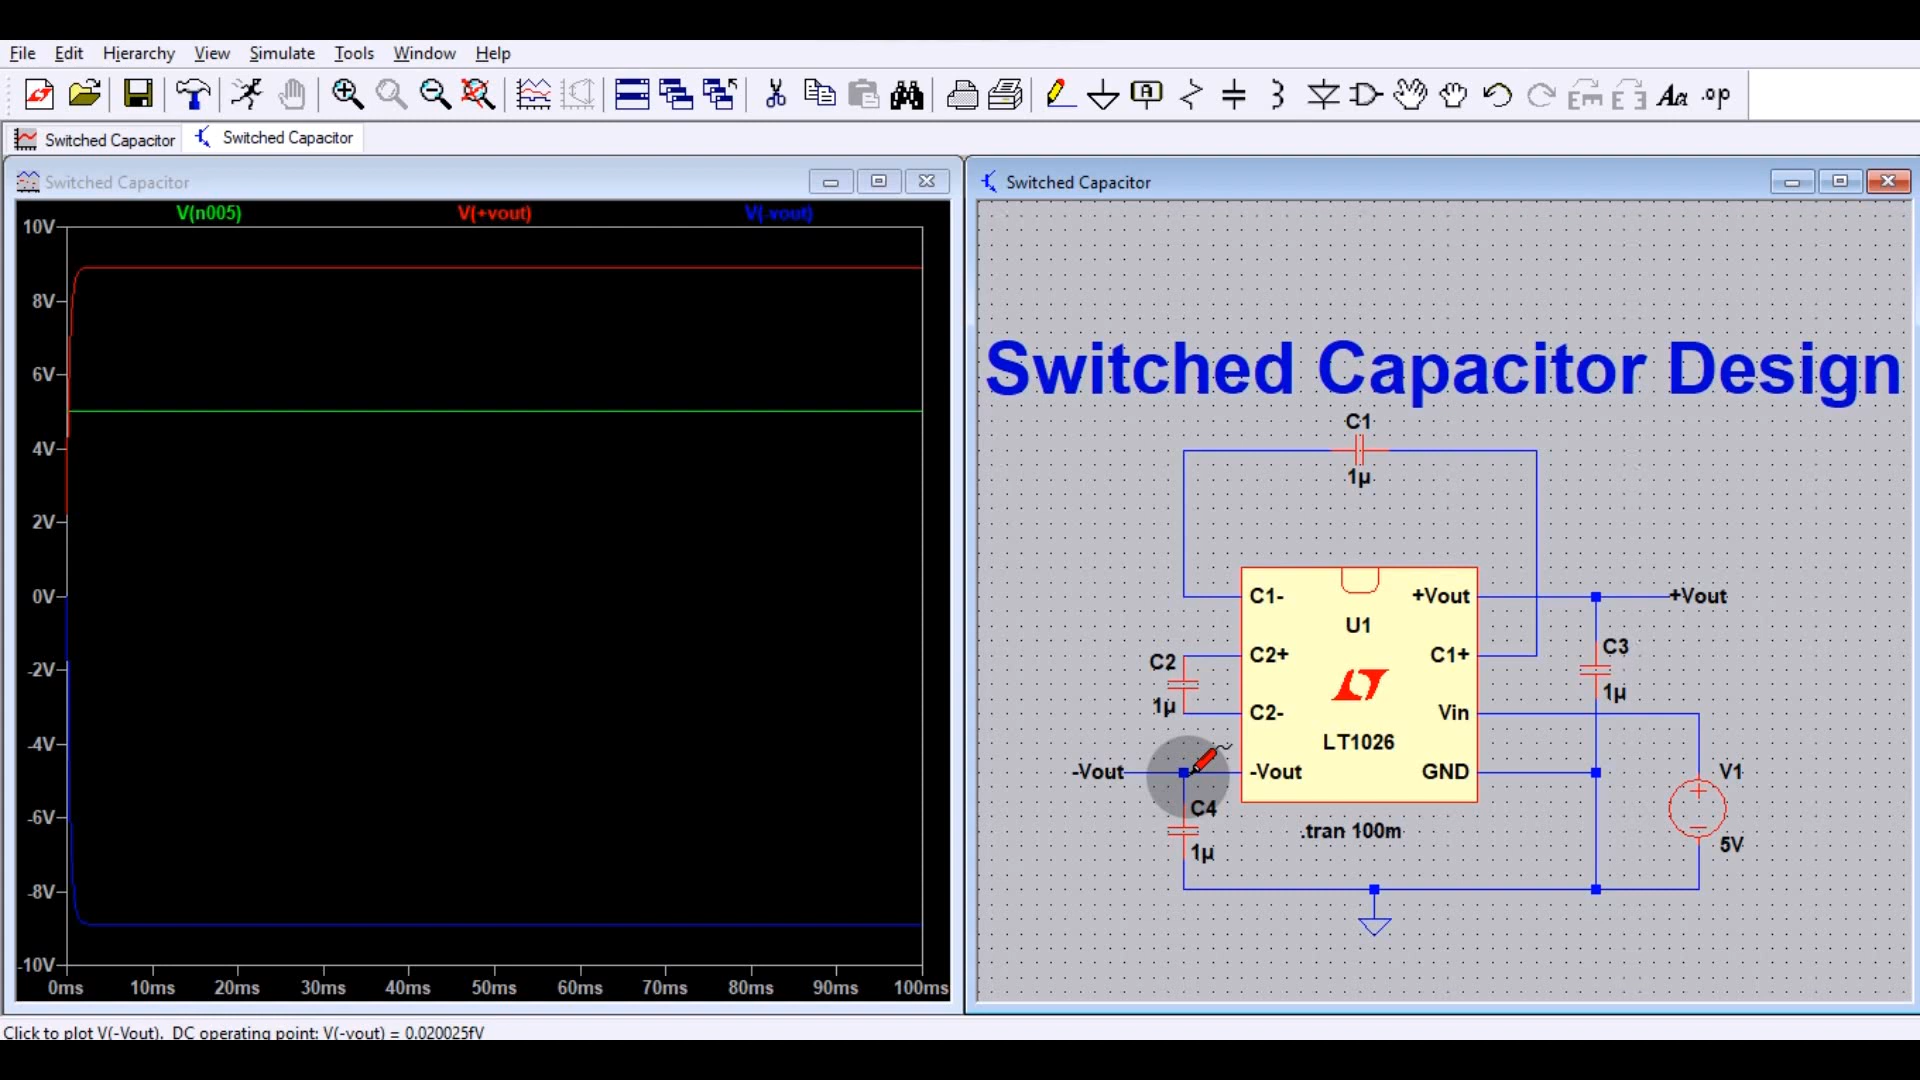 File Edit Hierarchy View Simulate Tools Window Help
A Aa .op
Switched Capacitor Switched Capacitor
Switched Capacitor
V(n005) V(+vout) V(-vout)
10V
8V
6V
4V
2V
0V
-2V
-4V
-6V
-8V
-10V
0ms 10ms 20ms 30ms 40ms 50ms 60ms 70ms 80ms 90ms 100ms
Switched Capacitor
Switched Capacitor Design
C1
1µ
C1- +Vout +Vout
U1
C2 C2+ C1+ C3
1µ C2- Vin 1µ
LT1026
-Vout -Vout GND V1
C4 .tran 100m
1µ 5V
Click to plot V(-Vout). DC operating point: V(-vout) = 0.020025fV